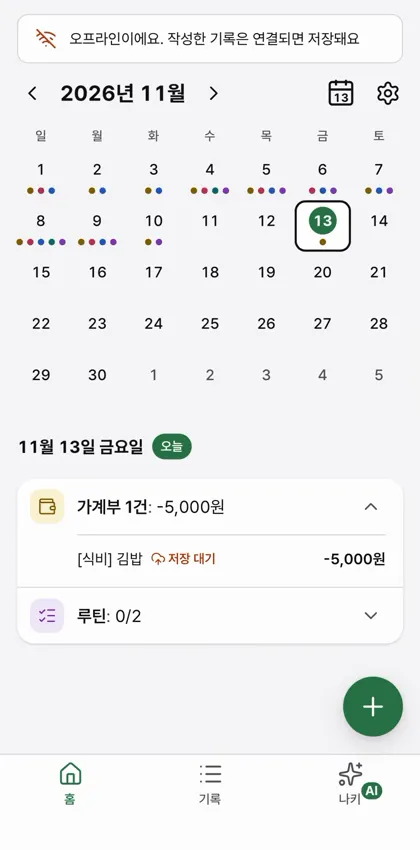 오프라인이에요. 작성한 기록은 연결되면 저장돼요
2026년 11월
13
일 월 화 수 목 금 토
1 2 3 4 5 6 7
8 9 10 11 12 13 14
15 16 17 18 19 20 21
22 23 24 25 26 27 28
29 30 1 2 3 4 5
11월 13일 금요일 오늘
가계부 1건: -5,000원
[식비] 김밥 저장 대기 -5,000원
루틴: 0/2
홈 기록 나키 AI